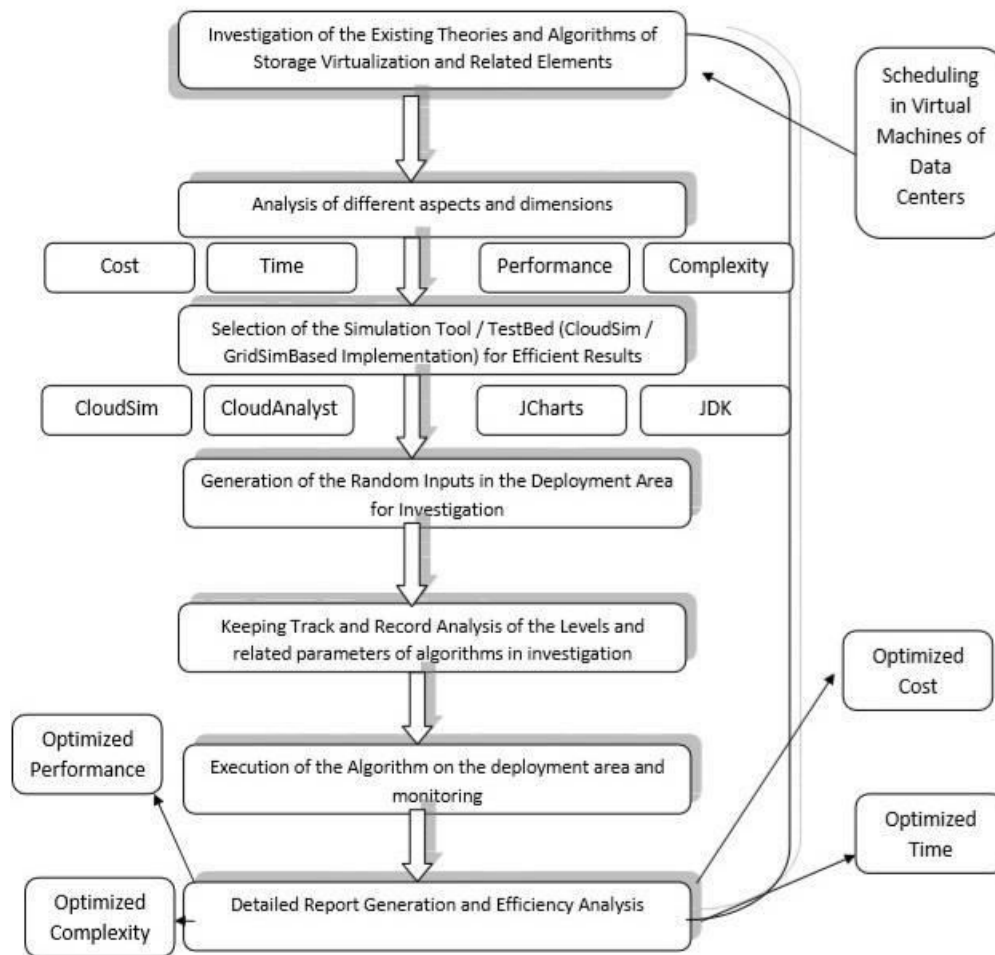 Investigation of the Existing Theories and Algorithms of
Storage Virtualization and Related Elements
Scheduling
in Virtual
Machines of
Data
Centers
Analysis of different aspects and dimensions
Cost
Time
Performance
Complexity
Selection of the Simulation Tool / TestBed (CloudSim /
GridSimBased Implementation) for Efficient Results
CloudSim
CloudAnalyst
JCharts
JDK
Generation of the Random Inputs in the Deployment Area
for Investigation
Keeping Track and Record Analysis of the Levels and
related parameters of algorithms in investigation
Optimized
Cost
Optimized
Performance
Execution of the Algorithm on the deployment area and
monitoring
Optimized
Time
Detailed Report Generation and Efficiency Analysis
Optimized
Complexity